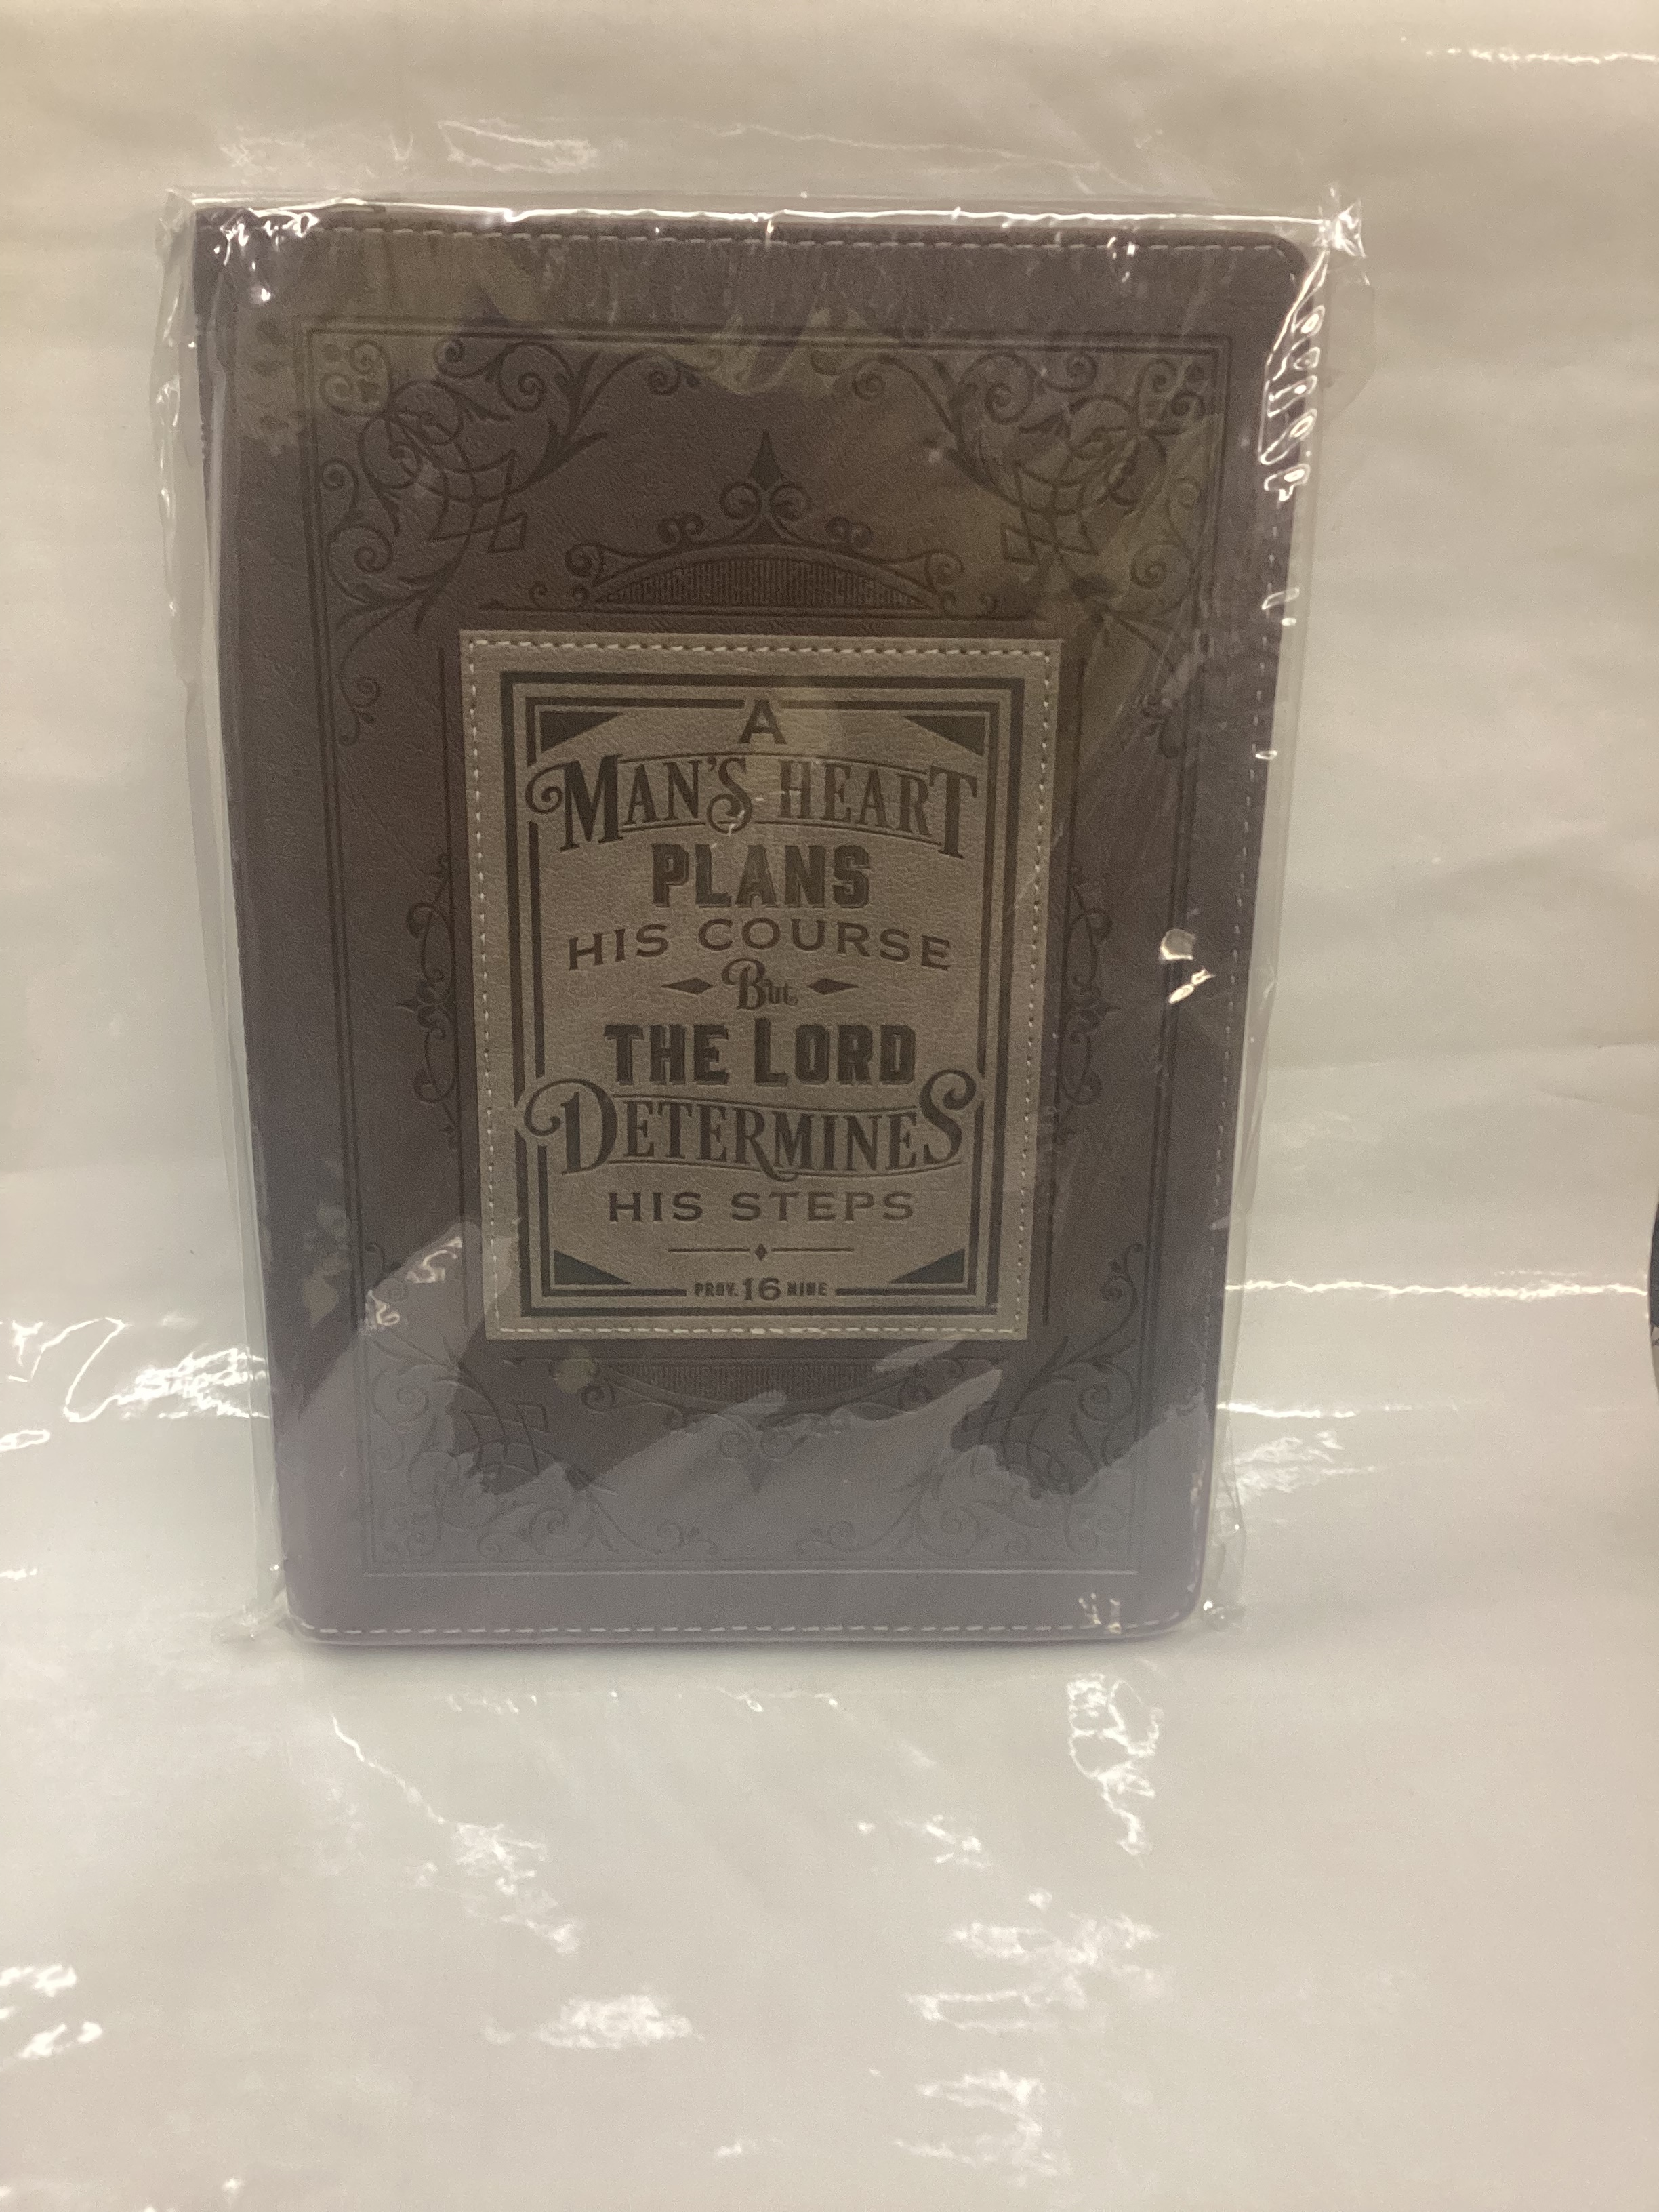 A
MAN'S HEART
PLANS
HIS COURSE
But
THE LORD
DETERMINES
HIS STEPS
PROV. 16 NINE